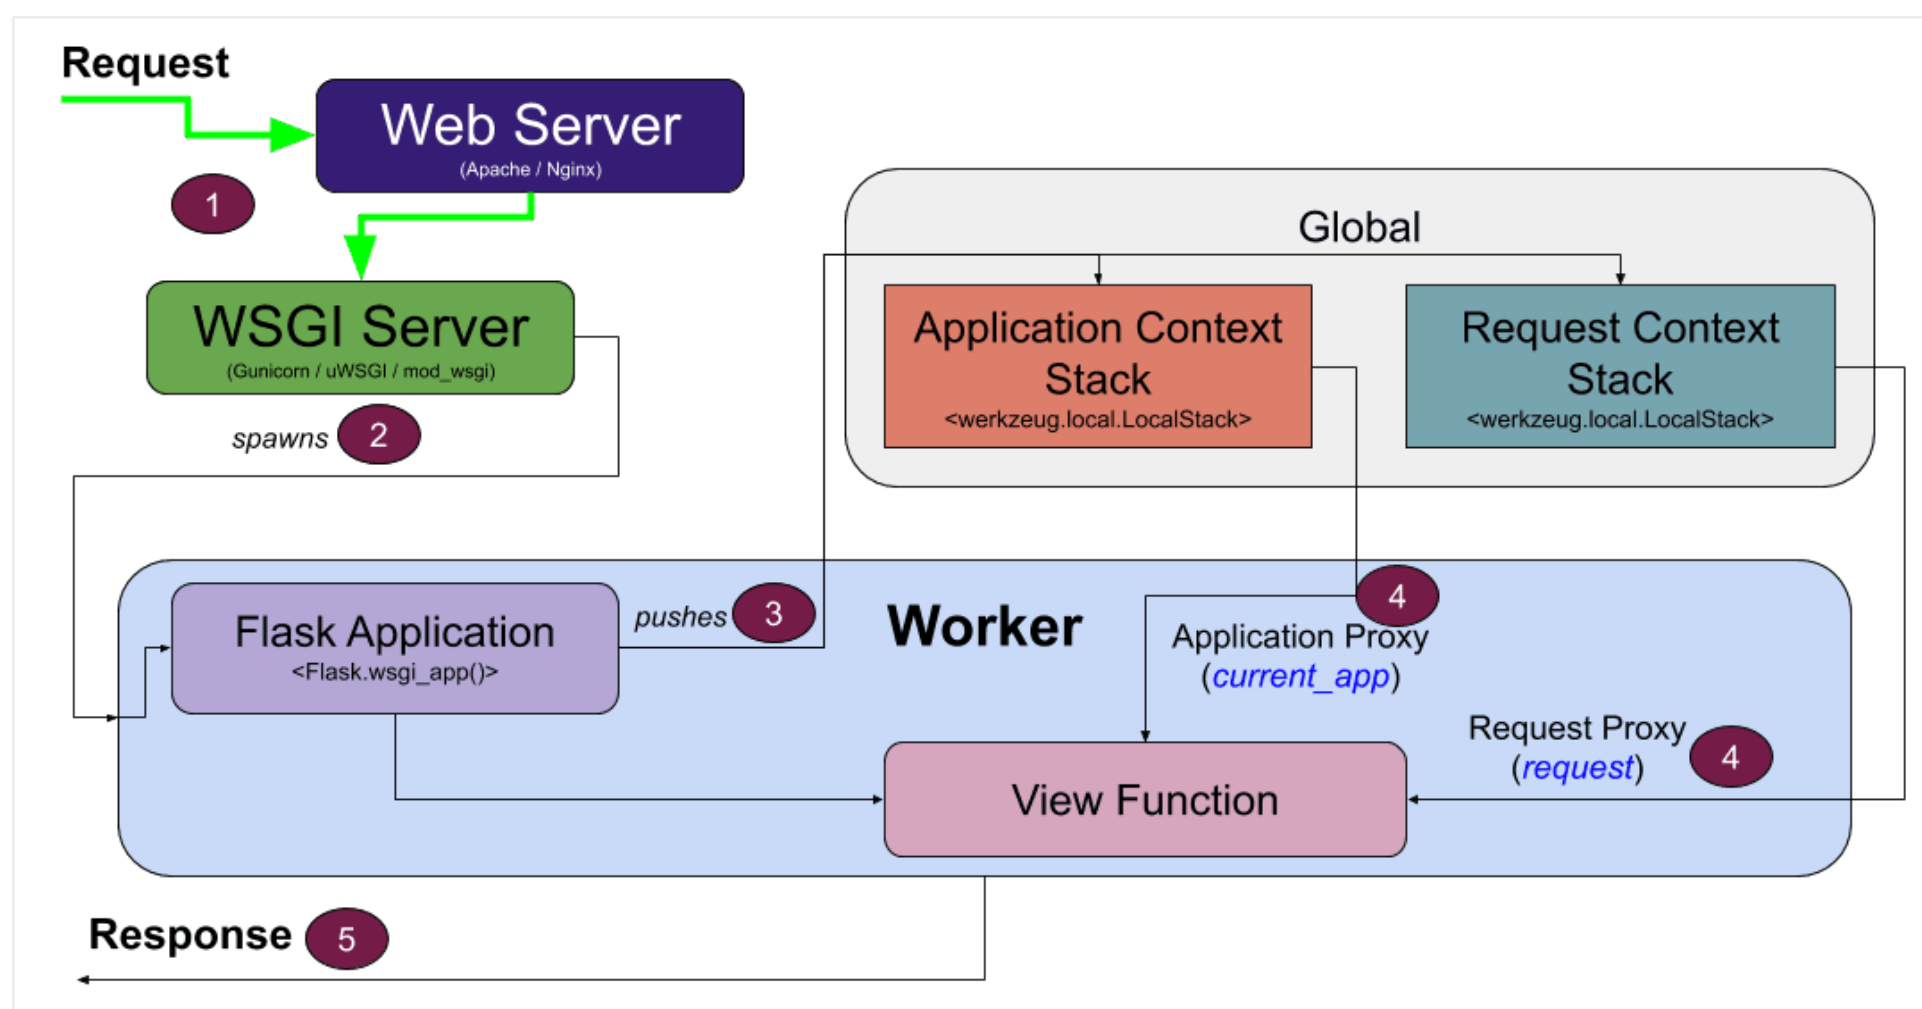 Request
Web Server
(Apache / Nginx)
1
WSGI Server
(Gunicorn / uWSGI / mod_wsgi)
spawns
2
Global
Application Context
Stack
<werkzeug.local.LocalStack>
Request Context
Stack
<werkzeug.local.LocalStack>
Flask Application
<Flask.wsgi_app()>
pushes
3
Worker
4
Application Proxy
(current_app)
Request Proxy
(request)
4
View Function
Response
5